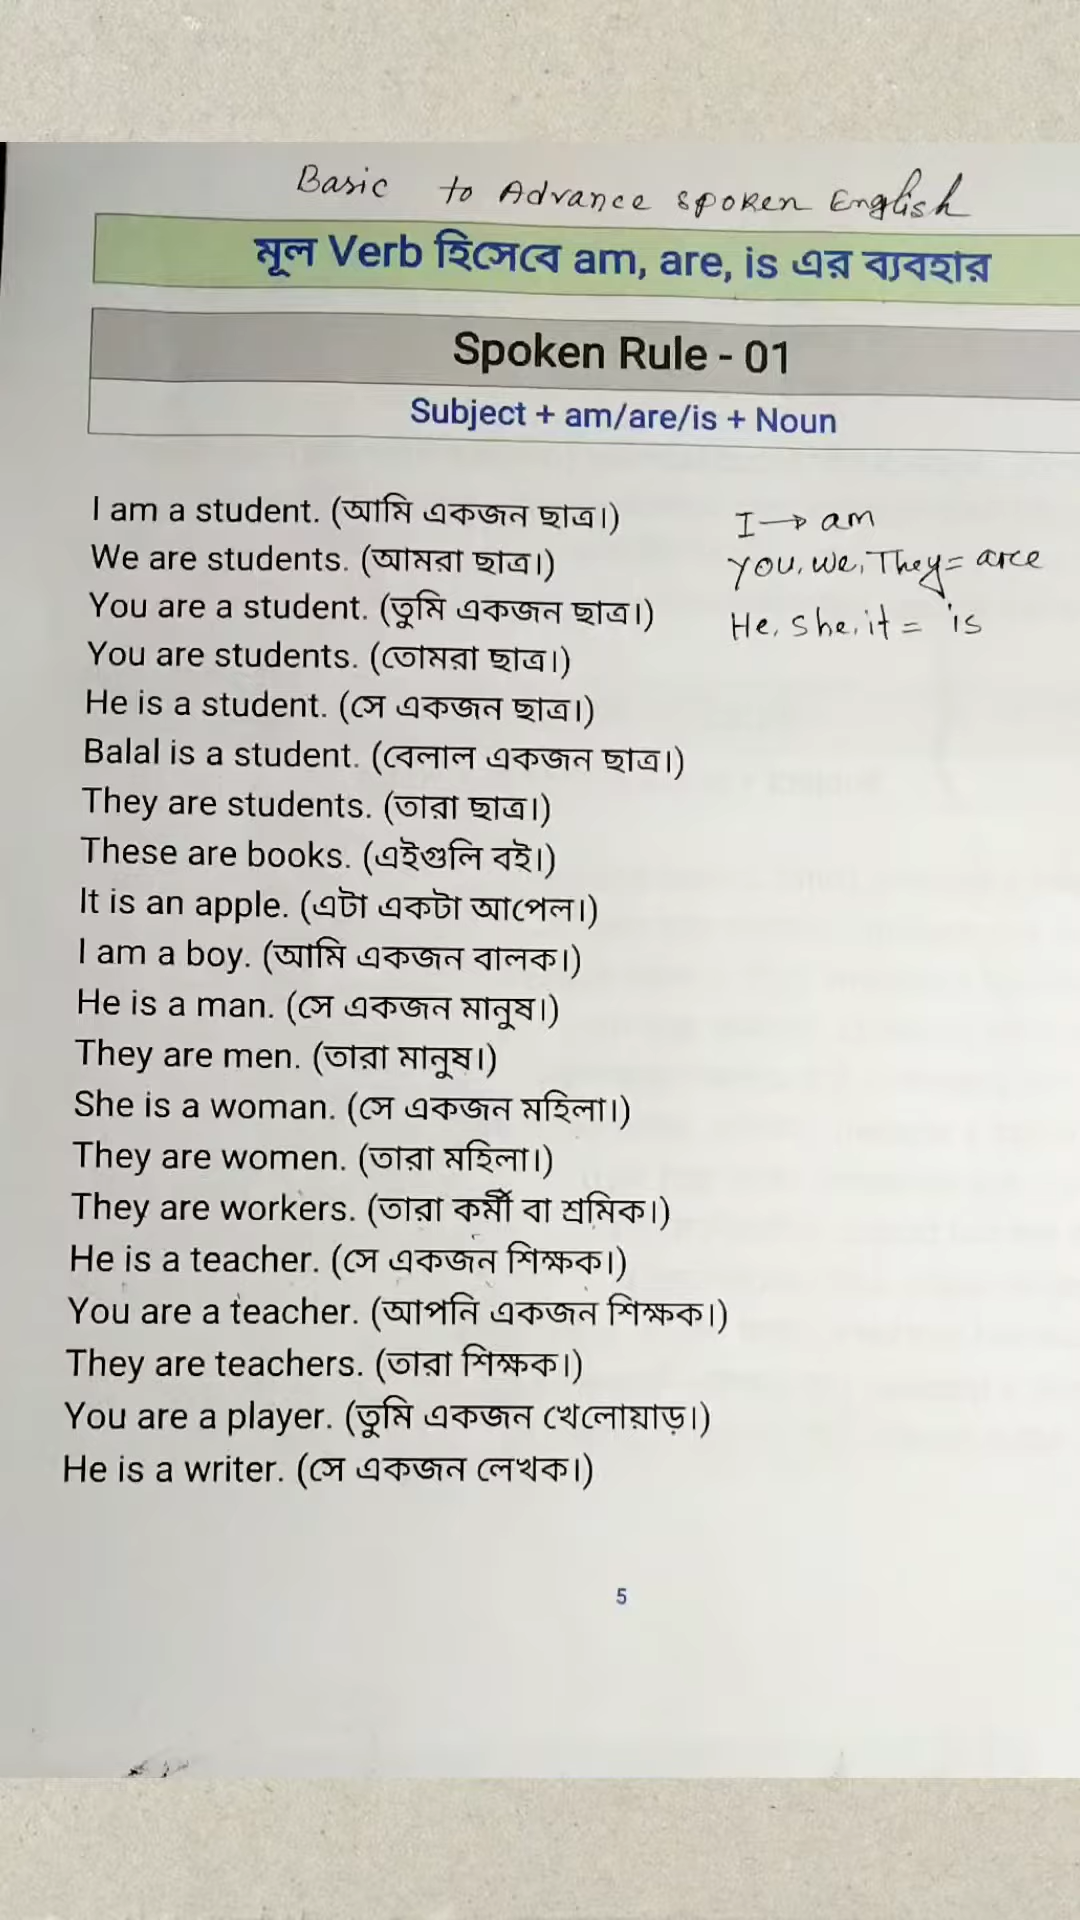 Basic to Advance spoken English
মূল Verb হিসেবে am, are, is এর ব্যবহার
Spoken Rule - 01
Subject + am/are/is + Noun
I am a student. (আমি একজন ছাত্র।)
We are students. (আমরা ছাত্র।)
You are a student. (তুমি একজন ছাত্র।)
You are students. (তোমরা ছাত্র।)
He is a student. (সে একজন ছাত্র।)
Balal is a student. (বেলাল একজন ছাত্র।)
They are students. (তারা ছাত্র।)
These are books. (এইগুলি বই।)
It is an apple. (এটা একটা আপেল।)
I am a boy. (আমি একজন বালক।)
He is a man. (সে একজন মানুষ।)
They are men. (তারা মানুষ।)
She is a woman. (সে একজন মহিলা।)
They are women. (তারা মহিলা।)
They are workers. (তারা কর্মী বা শ্রমিক।)
He is a teacher. (সে একজন শিক্ষক।)
You are a teacher. (আপনি একজন শিক্ষক।)
They are teachers. (তারা শিক্ষক।)
You are a player. (তুমি একজন খেলোয়াড়।)
He is a writer. (সে একজন লেখক।)
I → am
You, we, They = are
He, she, it = is
5